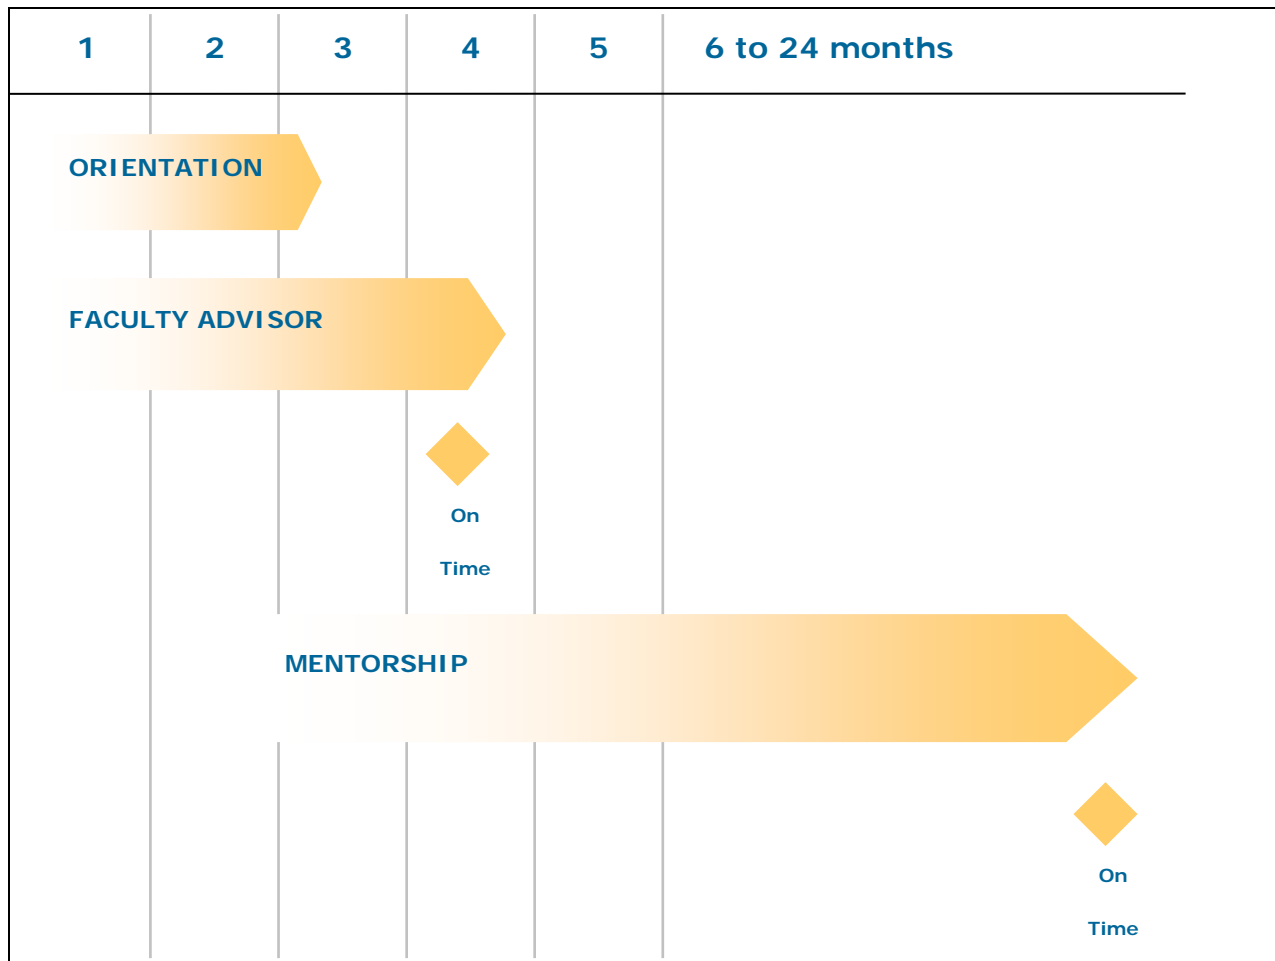 1 2 3 4 5 6 to 24 months
ORIENTATION
FACULTY ADVISOR
On
Time
MENTORSHIP
On
Time